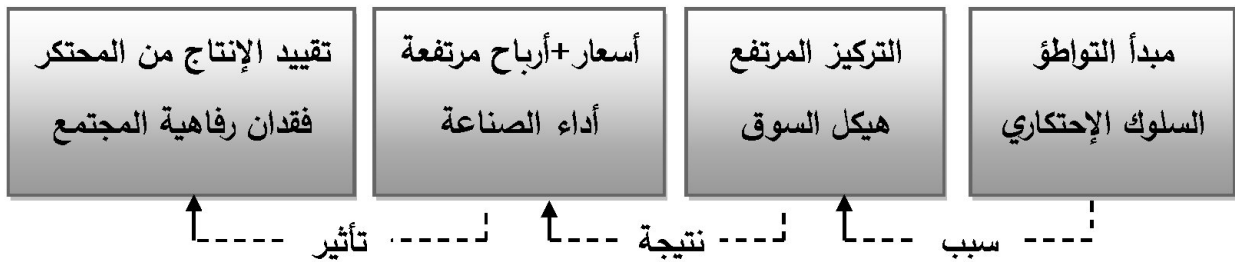 مبدأ التواطؤ
السلوك الإحتكاري
التركيز المرتفع
هيكل السوق
أسعار+أرباح مرتفعة
أداء الصناعة
تقييد الإنتاج من المحتكر
فقدان رفاهية المجتمع
سبب
نتيجة
تأثير